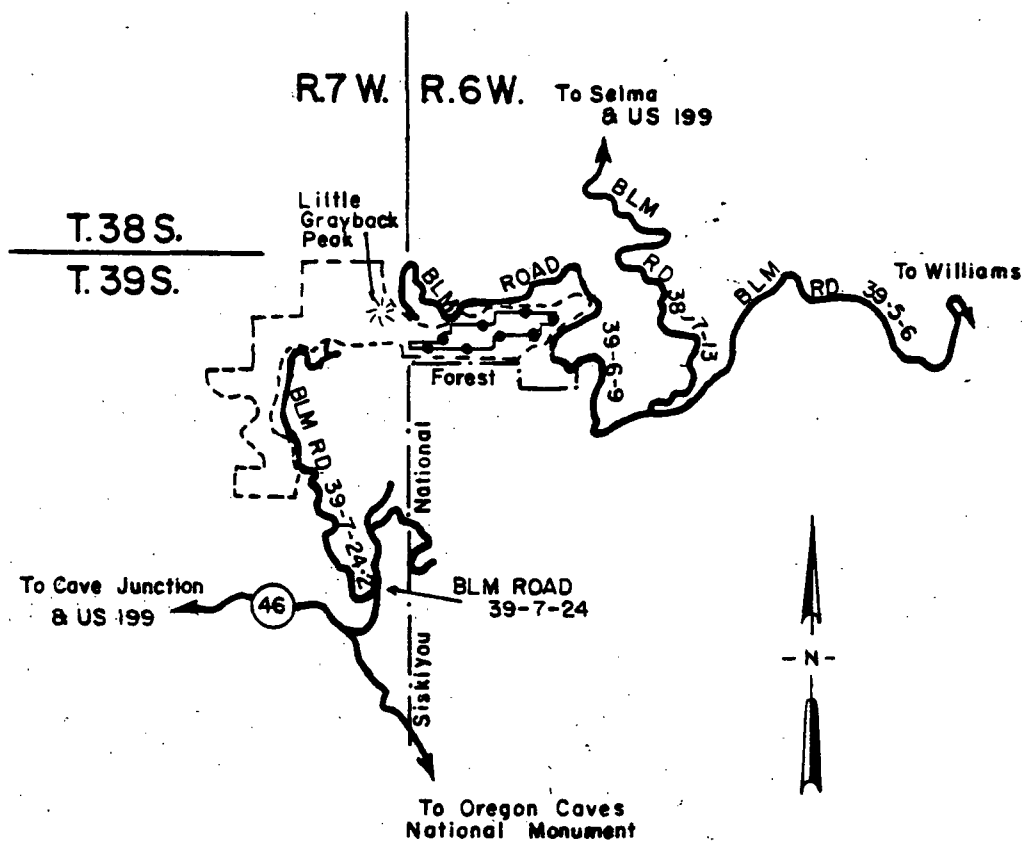 R.7 W. R.6 W.
To Selma
& US 199
Little
Grayback
Peak
T. 38 S.
T. 39 S.
BLM ROAD 39-6-9
BLM RD. 38-7-13
BLM RD. 39-5-6
To Williams
Forest
National
Siskiyou
BLM RD. 39-7-24.2
To Cave Junction
& US 199
46
BLM ROAD
39-7-24
-N-
To Oregon Caves
National Monument